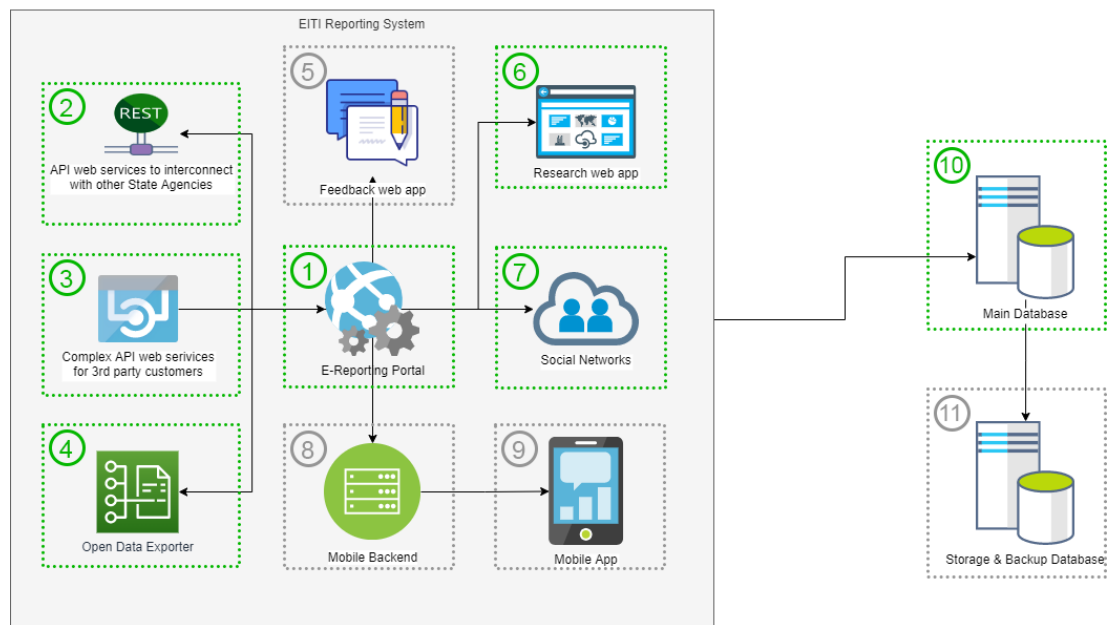 EITI Reporting System
2
REST
API web services to interconnect
with other State Agencies
5
Feedback web app
6
Research web app
3
Complex API web serivces
for 3rd party customers
1
E-Reporting Portal
7
Social Networks
4
Open Data Exporter
8
Mobile Backend
9
Mobile App
10
Main Database
11
Storage & Backup Database